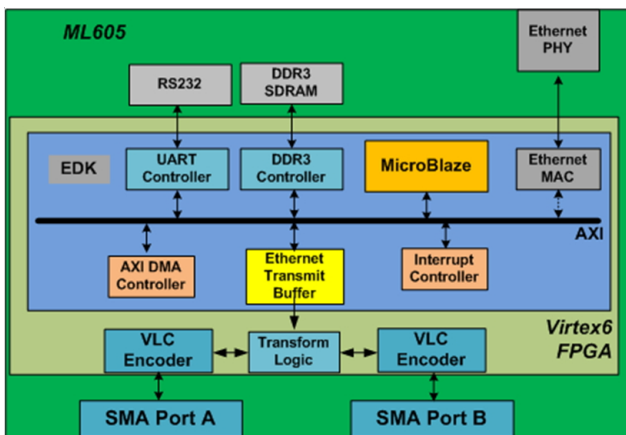 ML605
Ethernet
PHY
RS232
DDR3
SDRAM
EDK
UART
Controller
DDR3
Controller
MicroBlaze
Ethernet
MAC
AXI
AXI DMA
Controller
Ethernet
Transmit
Buffer
Interrupt
Controller
Virtex6
FPGA
VLC
Encoder
Transform
Logic
VLC
Encoder
SMA Port A
SMA Port B